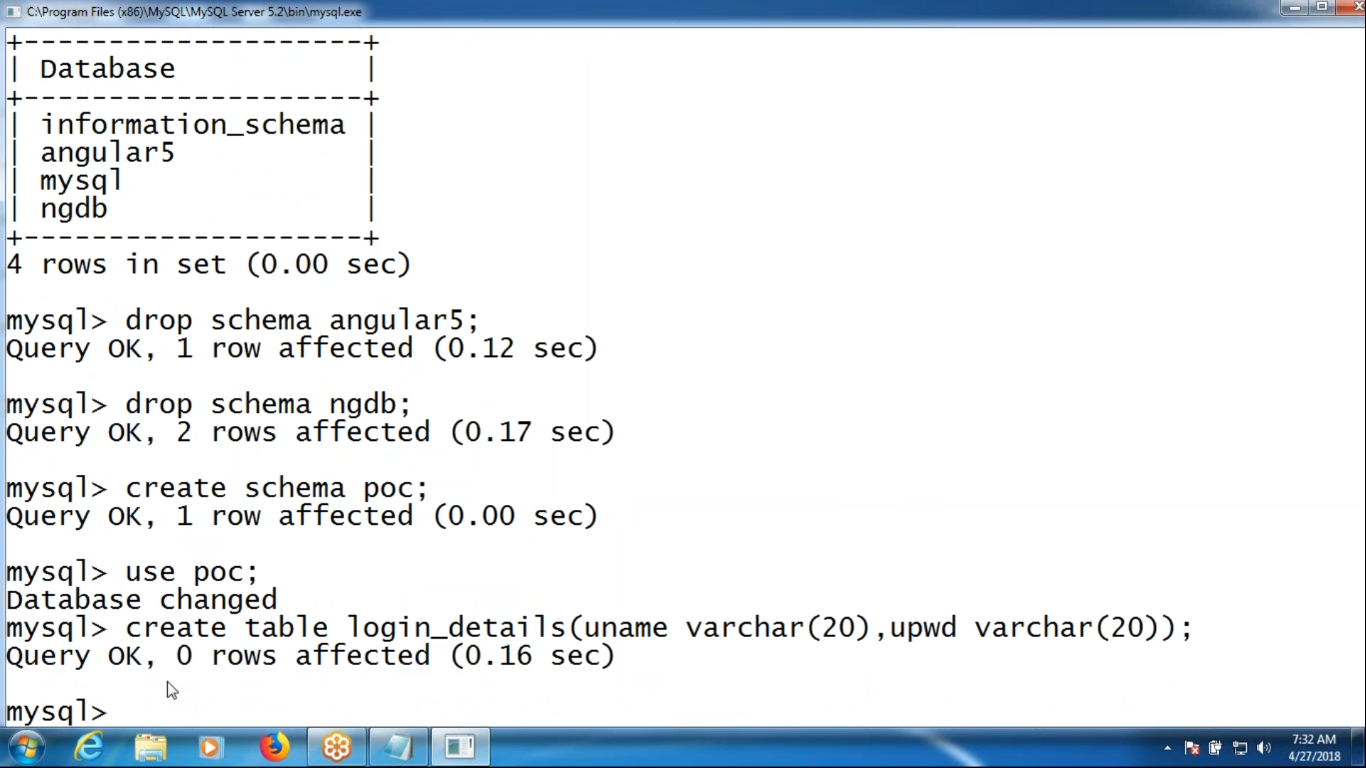 C:\Program Files (x86)\MySQL\MySQL Server 5.2\bin\mysql.exe
+--------------------+
| Database           |
+--------------------+
| information_schema |
| angular5           |
| mysql              |
| ngdb               |
+--------------------+
4 rows in set (0.00 sec)
mysql> drop schema angular5;
Query OK, 1 row affected (0.12 sec)
mysql> drop schema ngdb;
Query OK, 2 rows affected (0.17 sec)
mysql> create schema poc;
Query OK, 1 row affected (0.00 sec)
mysql> use poc;
Database changed
mysql> create table login_details(uname varchar(20),upwd varchar(20));
Query OK, 0 rows affected (0.16 sec)
mysql>
7:32 AM
4/27/2018